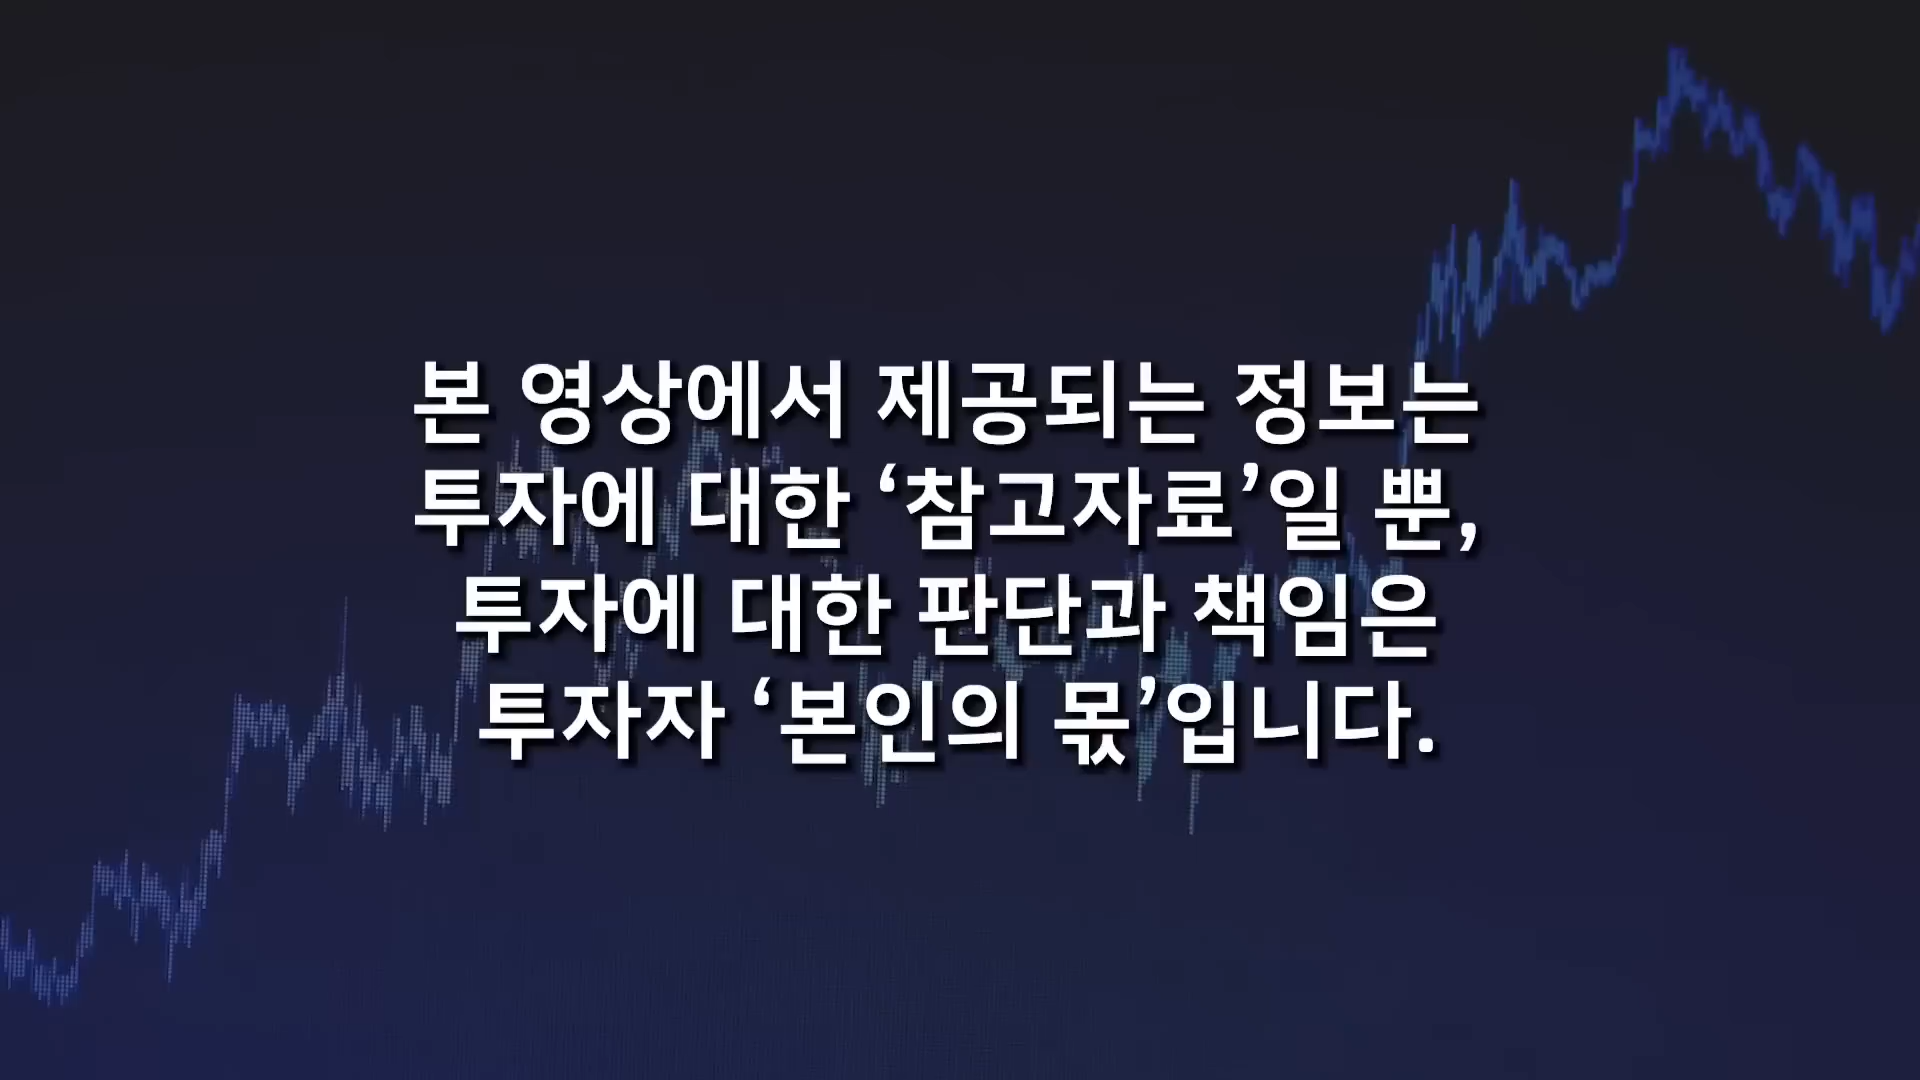 본 영상에서 제공되는 정보는
투자에 대한 ‘참고자료’일 뿐,
투자에 대한 판단과 책임은
투자자 ‘본인의 몫’입니다.